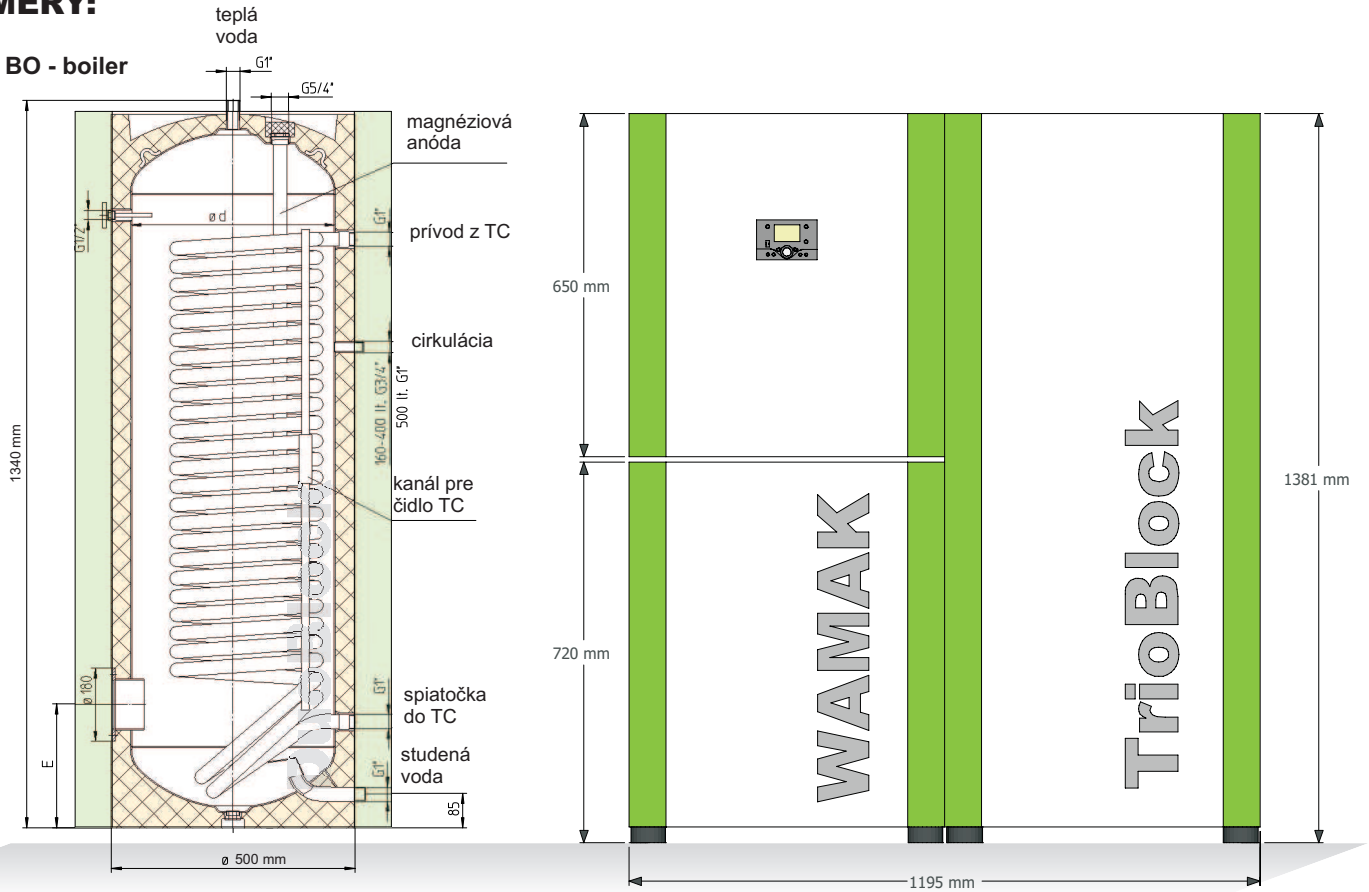 MERY:
BO - boiler
teplá
voda
G1"
G5/4"
magnéziová
anóda
ø d
G1/2"
G1"
prívod z TC
cirkulácia
160-400 lt. G3/4"
500 lt. G1"
1340 mm
kanál pre
čidlo TC
ø 180
G1"
spiatočka
do TC
studená
voda
G1"
E
85
ø 500 mm
650 mm
720 mm
WAMAK
TrioBlock
1381 mm
1195 mm